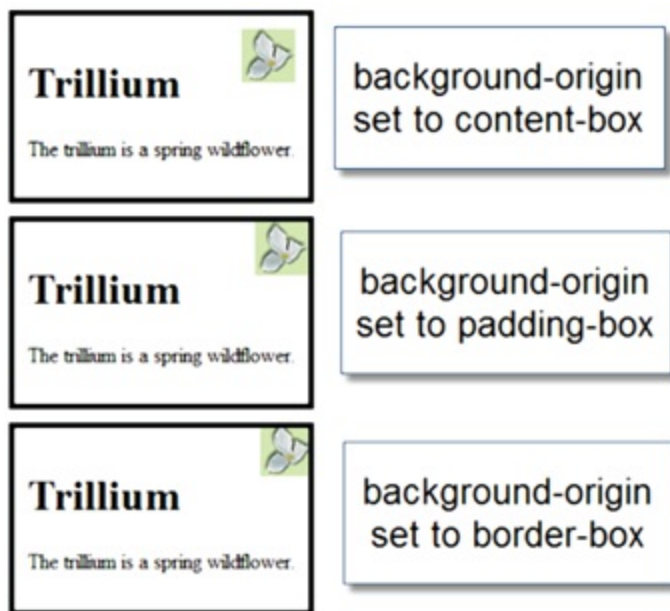 Trillium
The trillium is a spring wildflower.
background-origin
set to content-box
Trillium
The trillium is a spring wildflower.
background-origin
set to padding-box
Trillium
The trillium is a spring wildflower.
background-origin
set to border-box